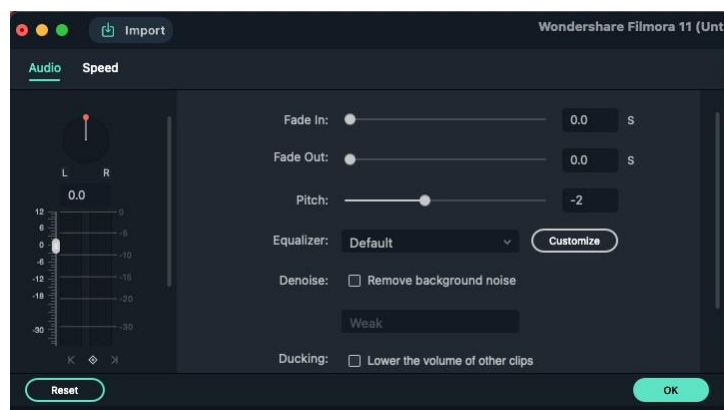 Import
Wondershare Filmora 11 (Unt
Audio Speed
L R
0.0
12
6
0
-6
-12
-18
-30
0
-5
-10
-15
-20
-30
Fade In: 0.0 S
Fade Out: 0.0 S
Pitch: -2
Equalizer: Default Customize
Denoise: Remove background noise
Weak
Ducking: Lower the volume of other clips
Reset
OK